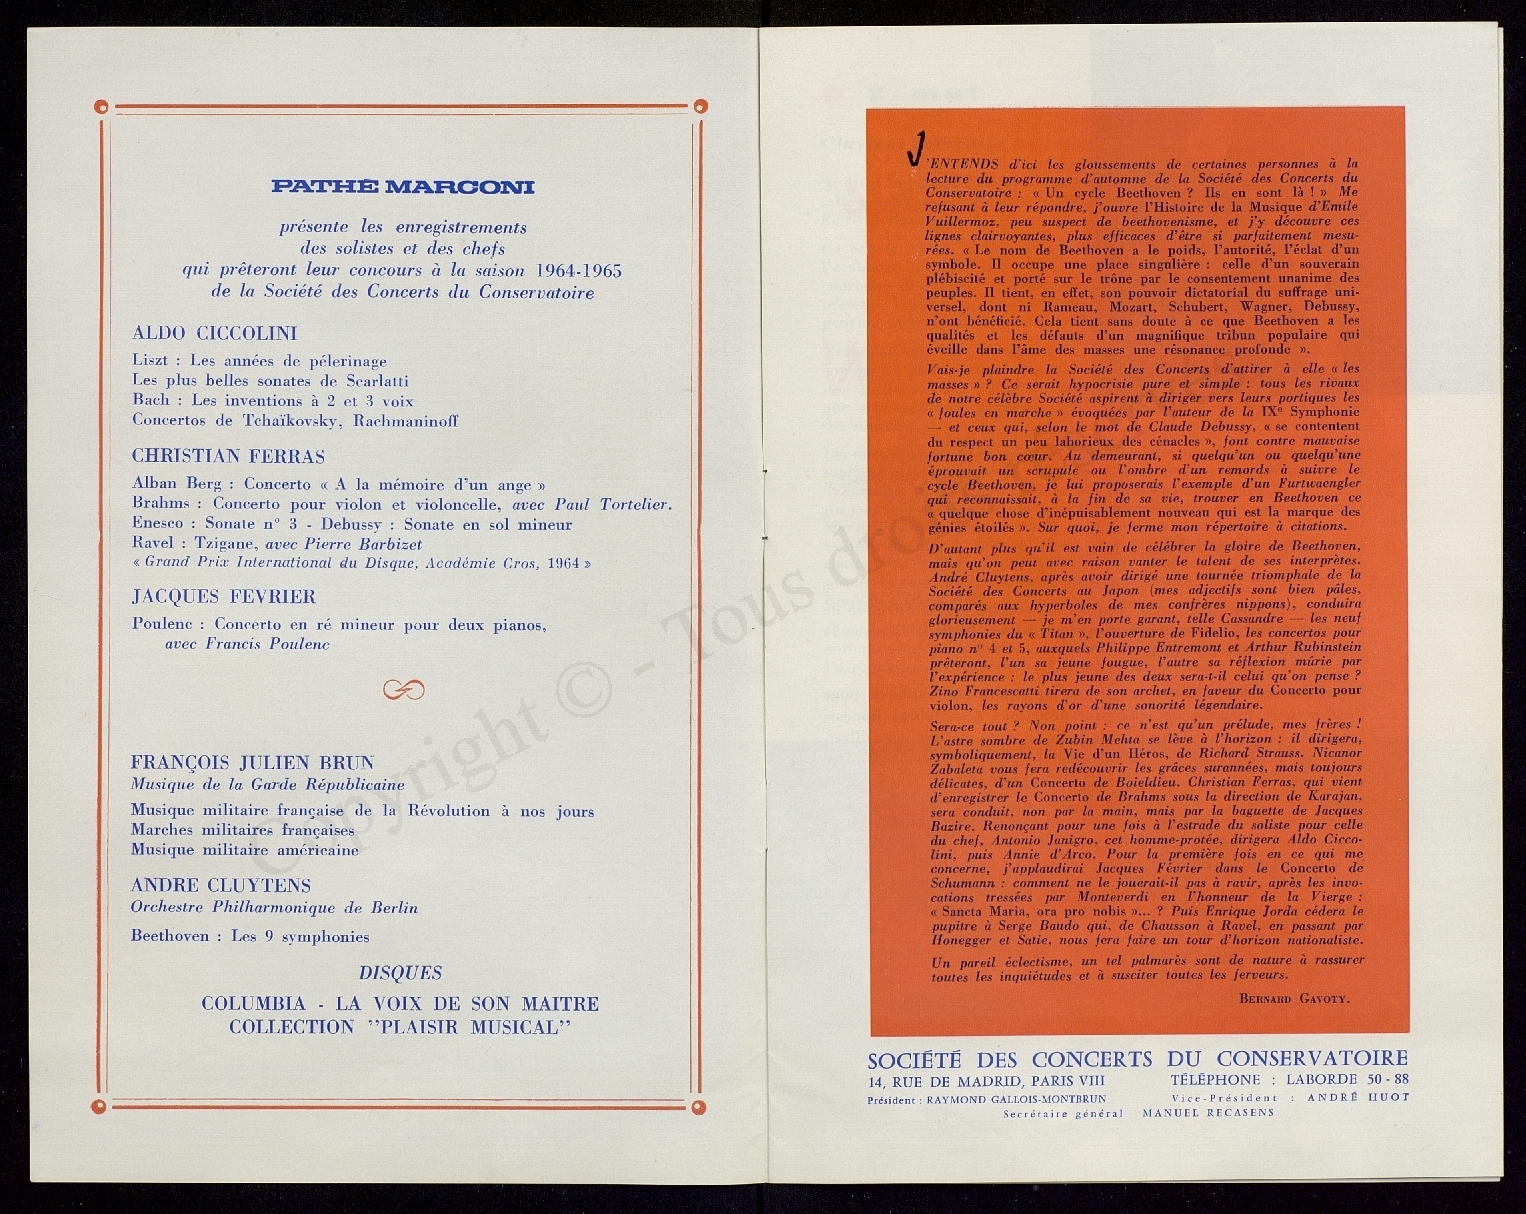 PATHÉ MARCONI
présente les enregistrements
des solistes et des chefs
qui prêteront leur concours à la saison 1964-1965
de la Société des Concerts du Conservatoire
ALDO CICCOLINI
Liszt : Les années de pélerinage
Les plus belles sonates de Scarlatti
Bach : Les inventions à 2 et 3 voix
Concertos de Tchaïkovsky, Rachmaninoff
CHRISTIAN FERRAS
Alban Berg : Concerto « A la mémoire d'un ange »
Brahms : Concerto pour violon et violoncelle, avec Paul Tortelier.
Enesco : Sonate n° 3 - Debussy : Sonate en sol mineur
Ravel : Tzigane, avec Pierre Barbizet
« Grand Prix International du Disque, Académie Cros, 1964 »
JACQUES FEVRIER
Poulenc : Concerto en ré mineur pour deux pianos,
avec Francis Poulenc
FRANÇOIS JULIEN BRUN
Musique de la Garde Républicaine
Musique militaire française de la Révolution à nos jours
Marches militaires françaises
Musique militaire américaine
ANDRE CLUYTENS
Orchestre Philharmonique de Berlin
Beethoven : Les 9 symphonies
DISQUES
COLUMBIA - LA VOIX DE SON MAITRE
COLLECTION "PLAISIR MUSICAL"
J'ENTENDS d'ici les gloussements de certaines personnes à la
lecture du programme d'automne de la Société des Concerts du
Conservatoire : « Un cycle Beethoven ? Ils en sont là ! » Me
refusant à leur répondre, j'ouvre l'Histoire de la Musique d'Emile
Vuillermoz, peu suspect de beethovenisme, et j'y découvre ces
lignes clairvoyantes, plus efficaces d'être si parfaitement mesu-
rées. « Le nom de Beethoven a le poids, l'autorité, l'éclat d'un
symbole. Il occupe une place singulière : celle d'un souverain
plébiscité et porté sur le trône par le consentement unanime des
peuples. Il tient, en effet, son pouvoir dictatorial du suffrage uni-
versel, dont ni Rameau, Mozart, Schubert, Wagner, Debussy,
n'ont bénéficié. Cela tient sans doute à ce que Beethoven a les
qualités et les défauts d'un magnifique tribun populaire qui
éveille dans l'âme des masses une résonance profonde ».
Vais-je plaindre la Société des Concerts d'attirer à elle « les
masses » ? Ce serait hypocrisie pure et simple : tous les rivaux
de notre célèbre Société aspirent à diriger vers leurs portiques les
« foules en marche » évoquées par l'auteur de la IXe Symphonie
— et ceux qui, selon le mot de Claude Debussy, « se contentent
du respect un peu laborieux des cénacles », font contre mauvaise
fortune bon cœur. Au demeurant, si quelqu'un ou quelqu'une
éprouvait un scrupule ou l'ombre d'un remords à suivre le
cycle Beethoven, je lui proposerais l'exemple d'un Furtwaengler
qui reconnaissait, à la fin de sa vie, trouver en Beethoven ce
« quelque chose d'inépuisablement nouveau qui est la marque des
génies étoilés ». Sur quoi, je ferme mon répertoire à citations.
D'autant plus qu'il est vain de célébrer la gloire de Beethoven,
mais qu'on peut avec raison vanter le talent de ses interprètes.
André Cluytens, après avoir dirigé une tournée triomphale de la
Société des Concerts au Japon (mes adjectifs sont bien pâles,
comparés aux hyperboles de mes confrères nippons), conduira
glorieusement — je m'en porte garant, telle Cassandre — les neuf
symphonies du « Titan », l'ouverture de Fidelio, les concertos pour
piano n° 4 et 5, auxquels Philippe Entremont et Arthur Rubinstein
prêteront, l'un sa jeune fougue, l'autre sa réflexion mûrie par
l'expérience : le plus jeune des deux sera-t-il celui qu'on pense ?
Zino Francescatti tirera de son archet, en faveur du Concerto pour
violon, les rayons d'or d'une sonorité légendaire.
Sera-ce tout ? Non point : ce n'est qu'un prélude, mes frères !
L'astre sombre de Zubin Mehta se lève à l'horizon : il dirigera,
symboliquement, la Vie d'un Héros, de Richard Strauss. Nicanor
Zabaleta vous fera redécouvrir les grâces surannées, mais toujours
délicates, d'un Concerto de Boieldieu. Christian Ferras, qui vient
d'enregistrer le Concerto de Brahms sous la direction de Karajan,
sera conduit, non par la main, mais par la baguette de Jacques
Bazire. Renonçant pour une fois à l'estrade du soliste pour celle
du chef, Antonio Janigro, cet homme-protée, dirigera Aldo Cicco-
lini, puis Annie d'Arco. Pour la première fois en ce qui me
concerne, j'applaudirai Jacques Février dans le Concerto de
Schumann : comment ne le jouerait-il pas à ravir, après les invo-
cations tressées par Monteverdi en l'honneur de la Vierge :
« Sancta Maria, ora pro nobis »... ? Puis Enrique Jorda cédera le
pupitre à Serge Baudo qui, de Chausson à Ravel, en passant par
Honegger et Satie, nous fera faire un tour d'horizon nationaliste.
Un pareil éclectisme, un tel palmarès sont de nature à rassurer
toutes les inquiétudes et à susciter toutes les ferveurs.
BERNARD GAVOTY.
SOCIÉTÉ DES CONCERTS DU CONSERVATOIRE
14, RUE DE MADRID, PARIS VIII TÉLÉPHONE : LABORDE 50-88
Président : RAYMOND GALLOIS-MONTBRUN Vice-Président : ANDRÉ HUOT
Secrétaire général MANUEL RECASENS
Copyright © - Tous droi